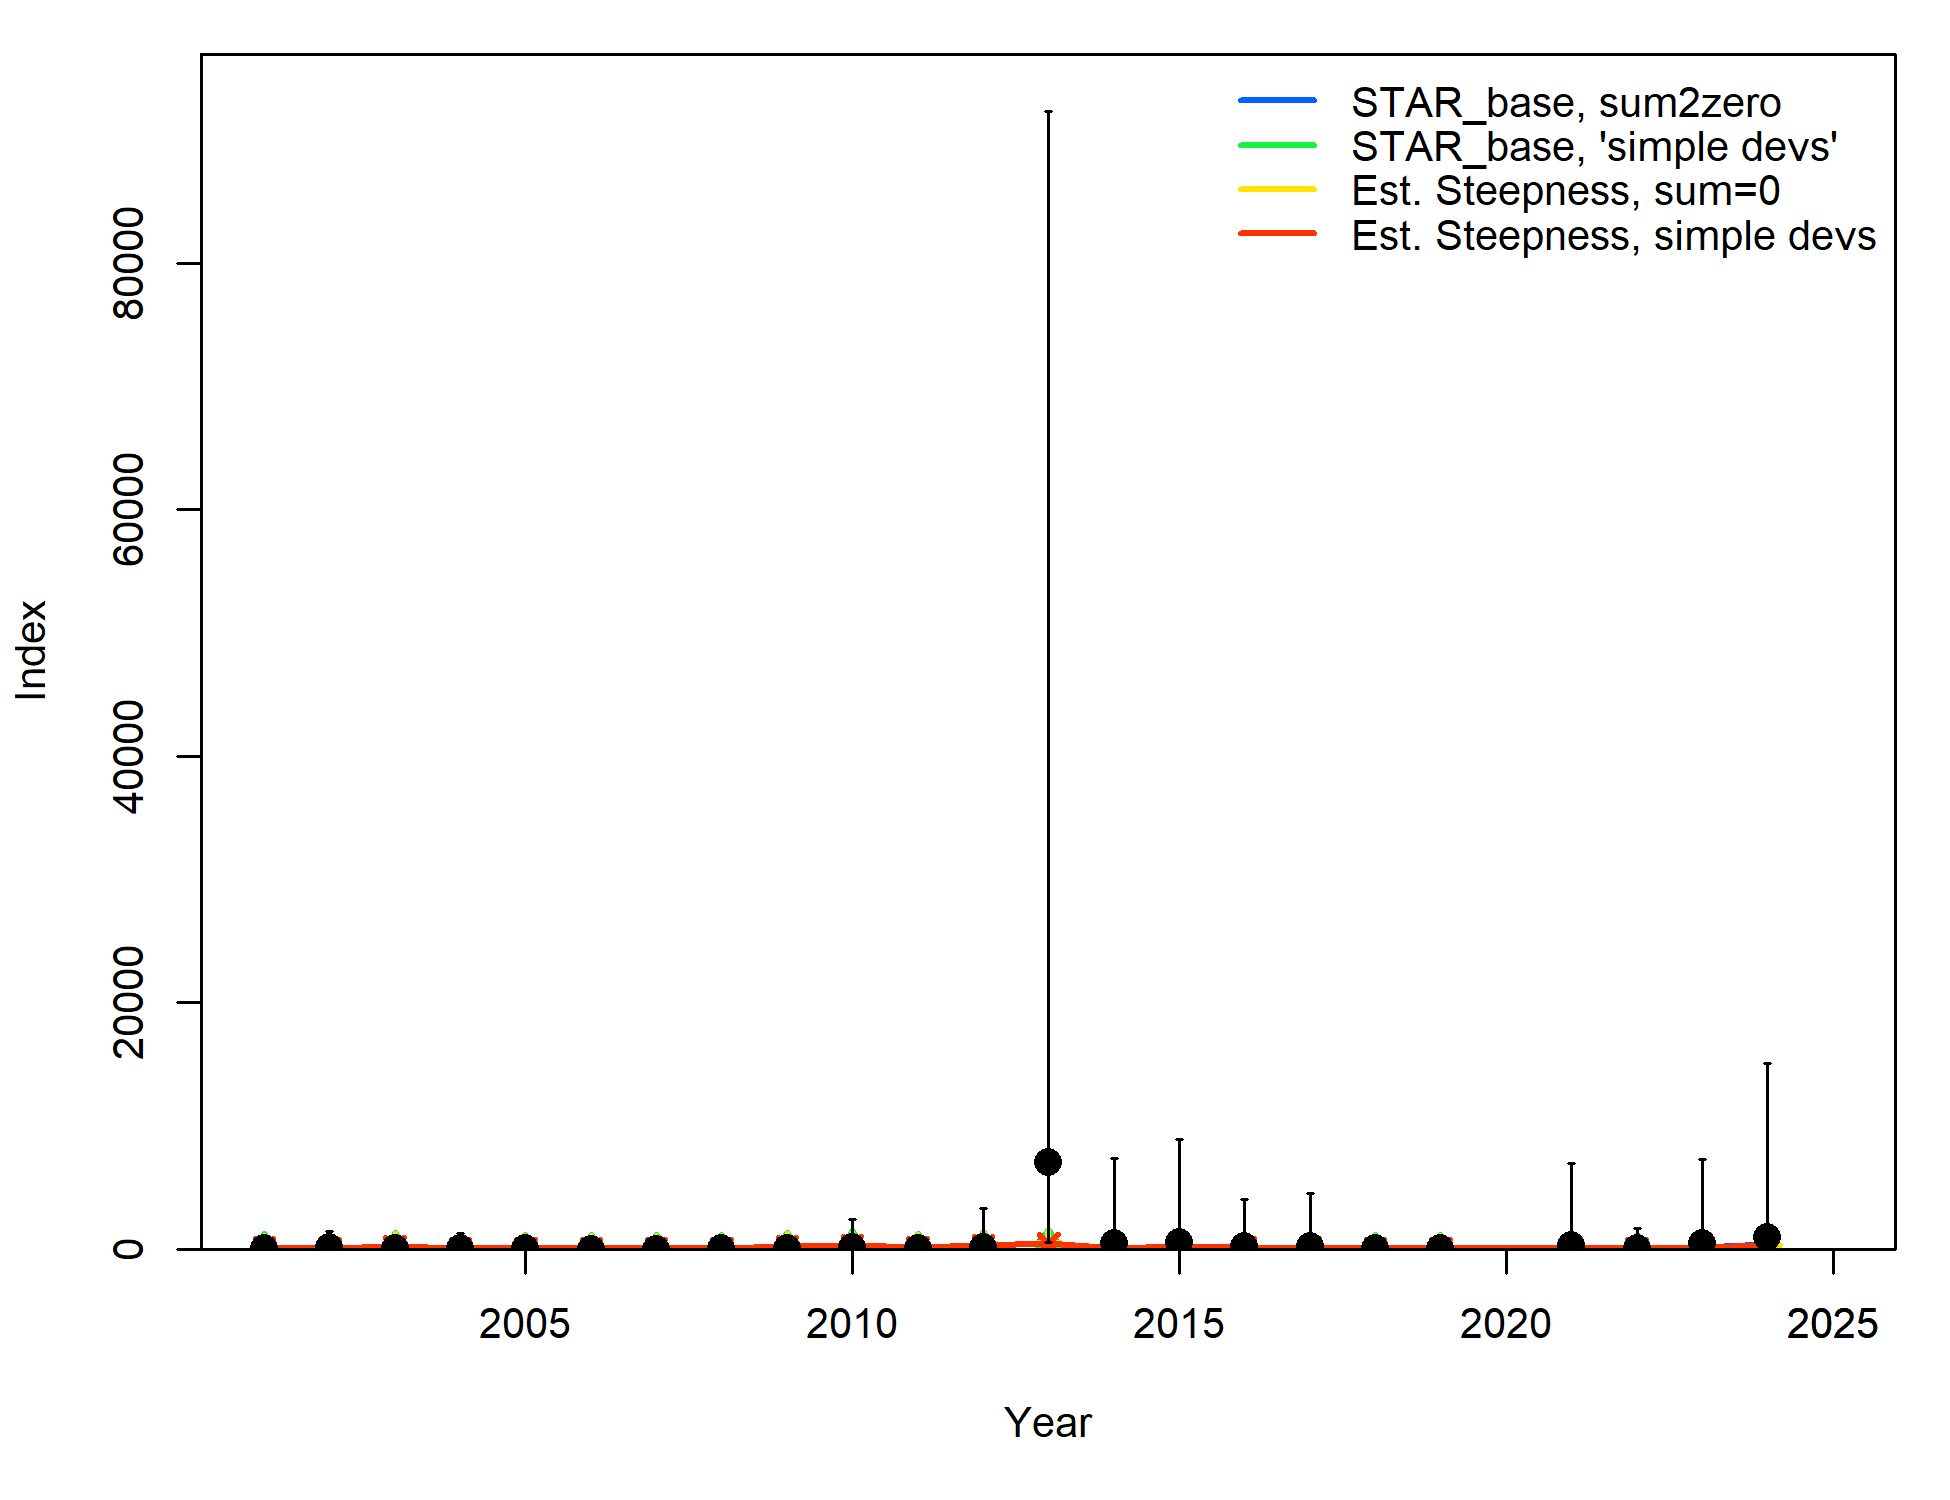 STAR_base, sum2zero
STAR_base, 'simple devs'
Est. Steepness, sum=0
Est. Steepness, simple devs
80000
60000
40000
20000
0
Index
2005 2010 2015 2020 2025
Year